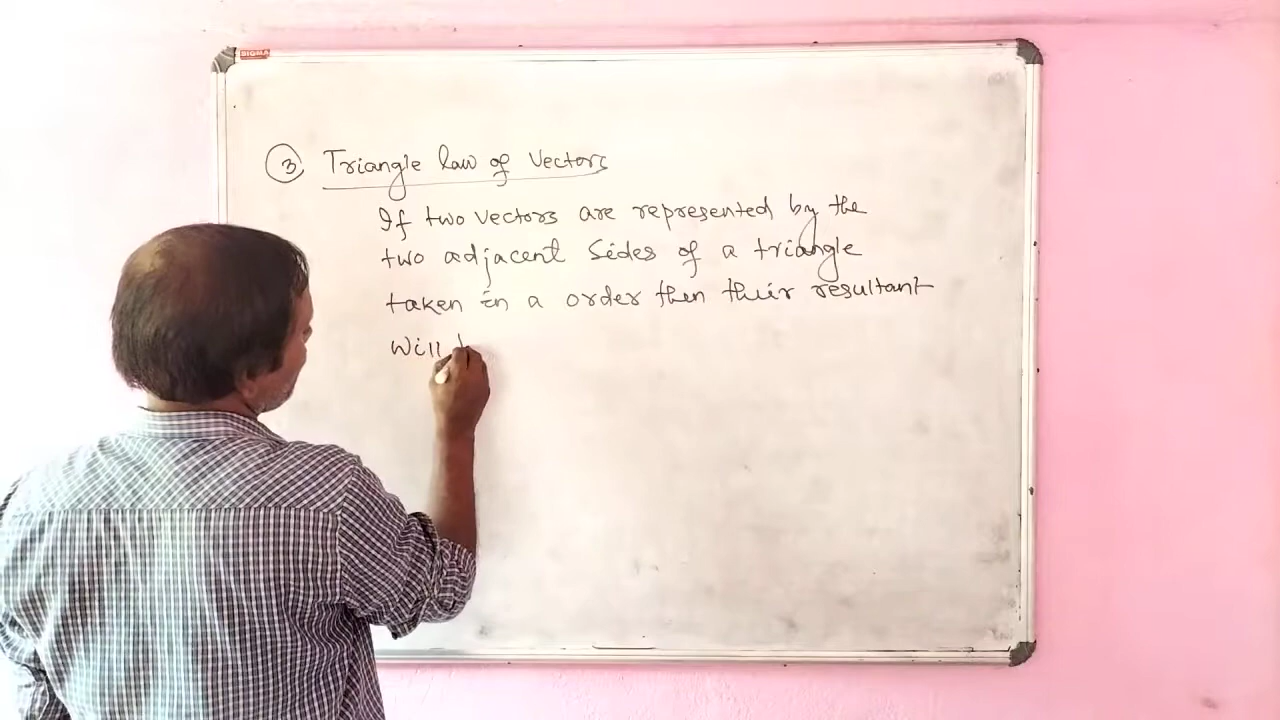 SIGMA
3 Triangle law of Vectors
If two vectors are represented by the
two adjacent sides of a triangle
taken in a order then their resultant
Will